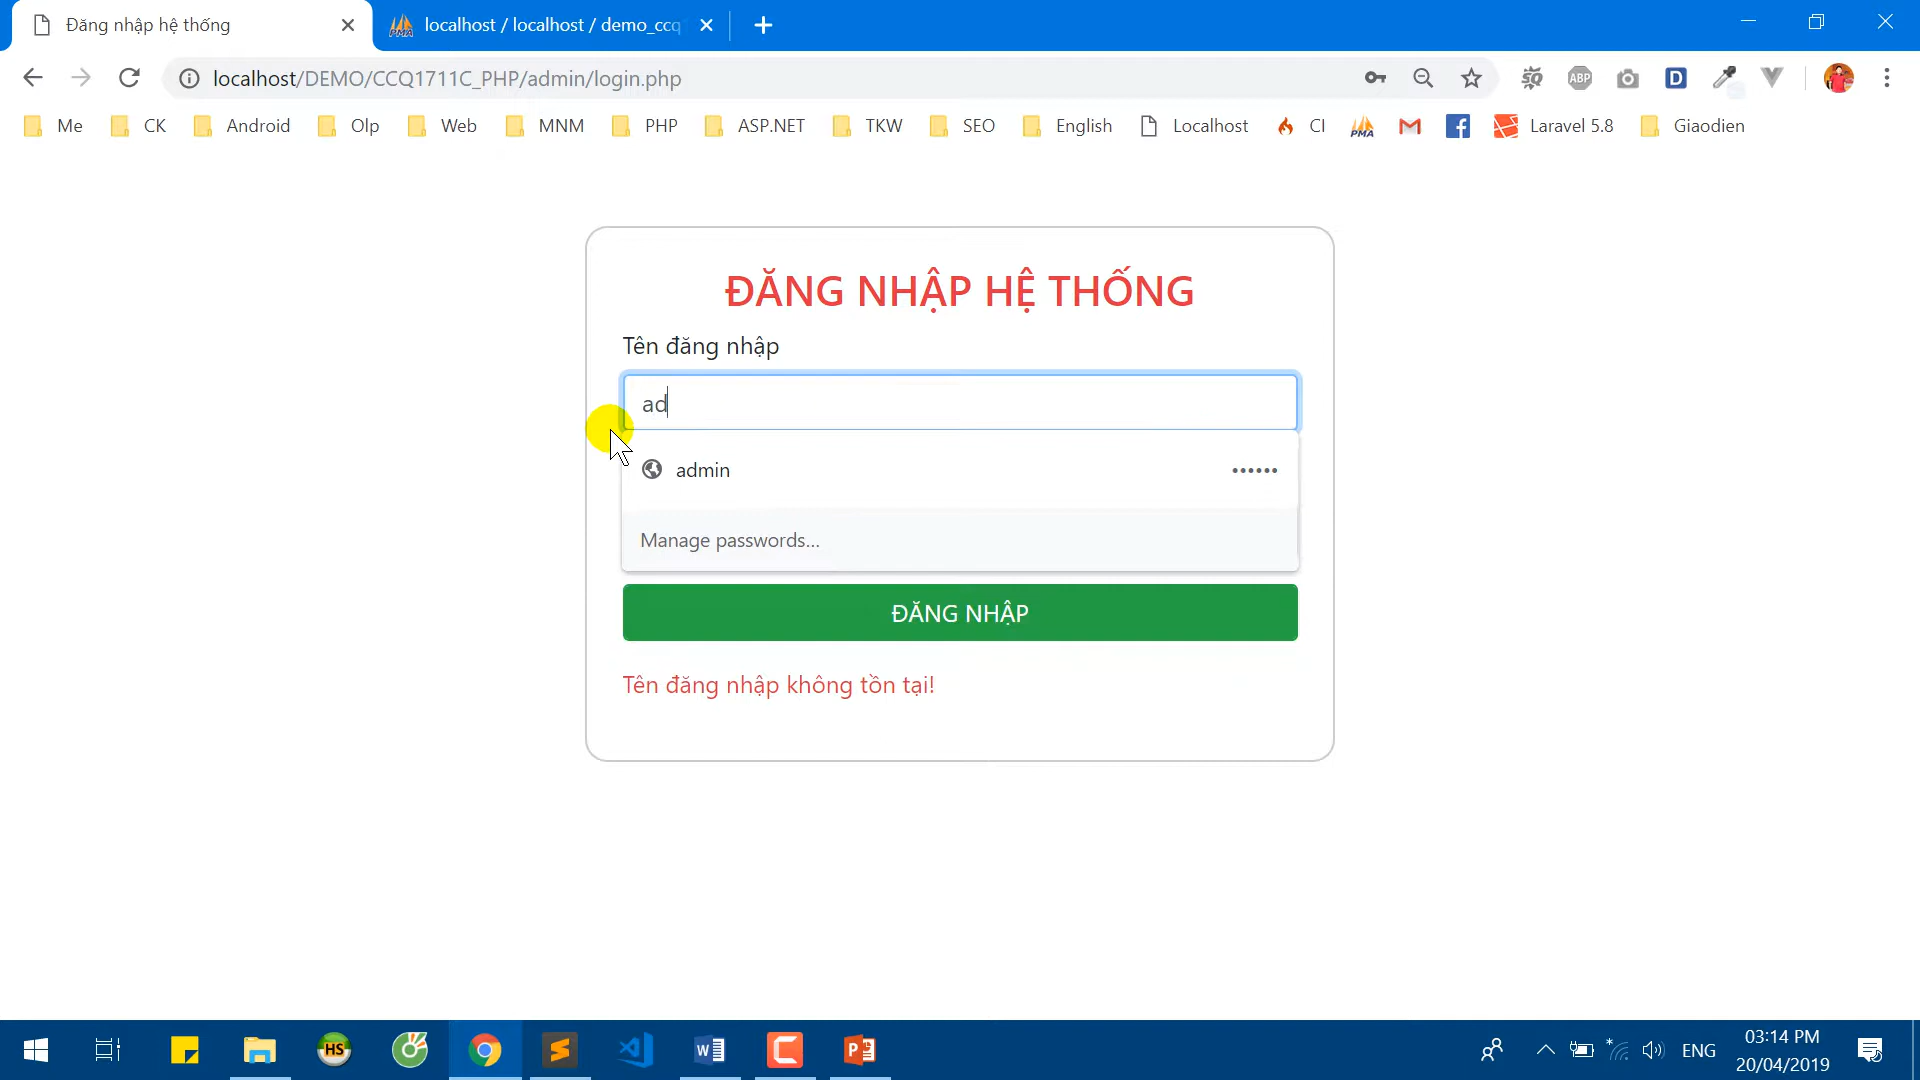 Đăng nhập hệ thống
localhost / localhost / demo_ccq
localhost/DEMO/CCQ1711C_PHP/admin/login.php
ABP
D
Me CK Android Olp Web MNM PHP ASP.NET TKW SEO English Localhost CI PMA Laravel 5.8 Giaodien
ĐĂNG NHẬP HỆ THỐNG
Tên đăng nhập
ad
admin ••••••
Manage passwords...
ĐĂNG NHẬP
Tên đăng nhập không tồn tại!
HS
ENG
03:14 PM
20/04/2019